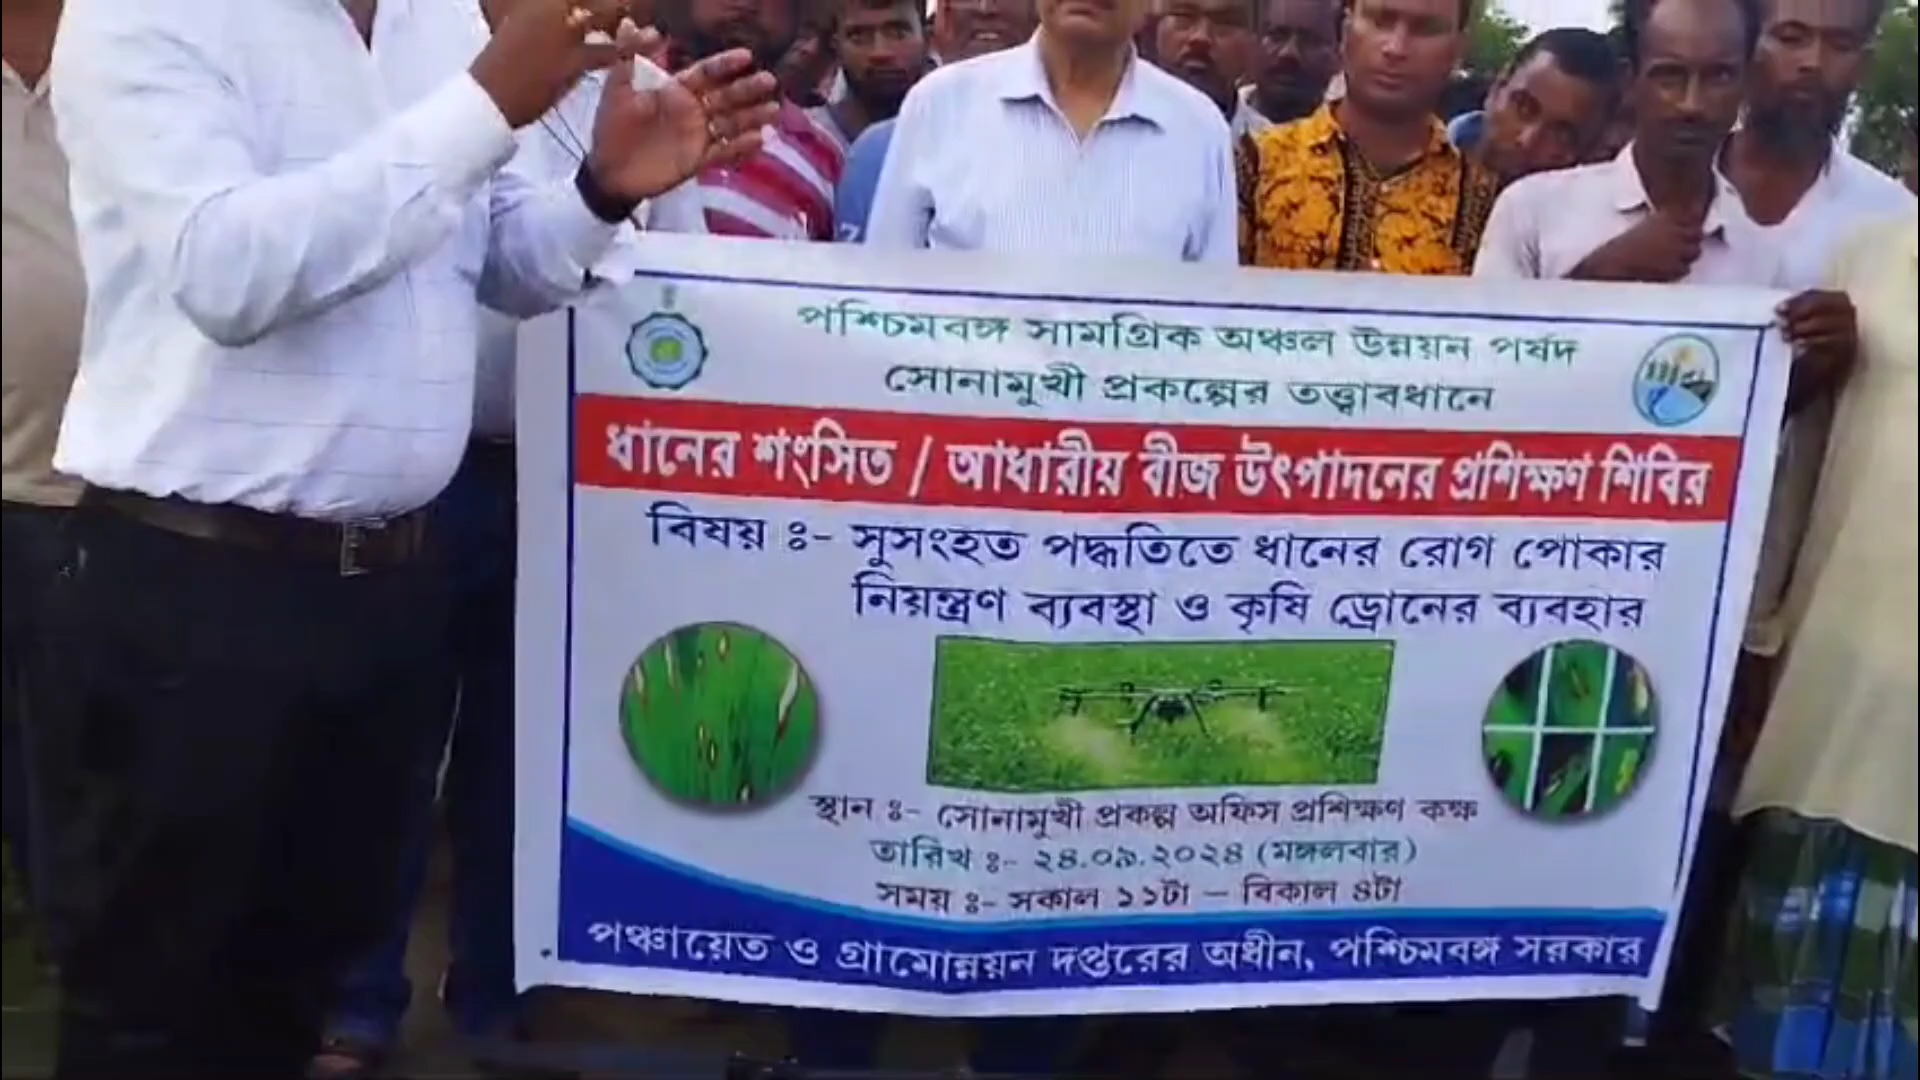 পশ্চিমবঙ্গ সামগ্রিক অঞ্চল উন্নয়ন পর্ষদ
সোনামুখী প্রকল্পের তত্ত্বাবধানে
ধানের শংসিত / আধারীয় বীজ উৎপাদনের প্রশিক্ষণ শিবির
বিষয় ঃ- সুসংহত পদ্ধতিতে ধানের রোগ পোকার
নিয়ন্ত্রণ ব্যবস্থা ও কৃষি ড্রোনের ব্যবহার
স্থান ঃ- সোনামুখী প্রকল্প অফিস প্রশিক্ষণ কক্ষ
তারিখ ঃ- ২৪.০৯.২০২৪ (মঙ্গলবার)
সময় ঃ- সকাল ১১টা – বিকাল ৪টা
পঞ্চায়েত ও গ্রামোন্নয়ন দপ্তরের অধীন, পশ্চিমবঙ্গ সরকার